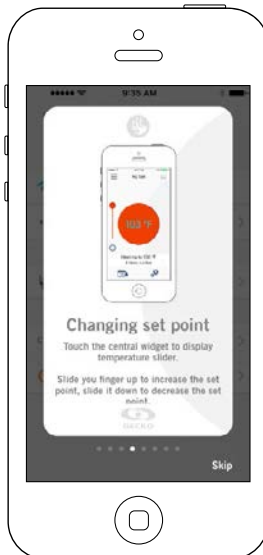 9:35 AM
103 °F
Changing set point
Touch the central widget to display
temperature slider.
Slide you finger up to increase the set
point, slide it down to decrease the set
point.
GECKO
Skip